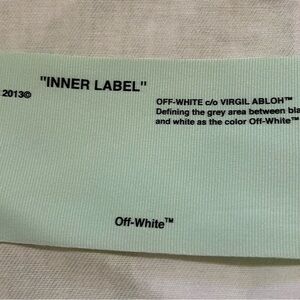 "INNER LABEL"
2013©
OFF-WHITE c/o VIRGIL ABLOH™
Defining the grey area between
and white as the color Off-White™
Off-White™